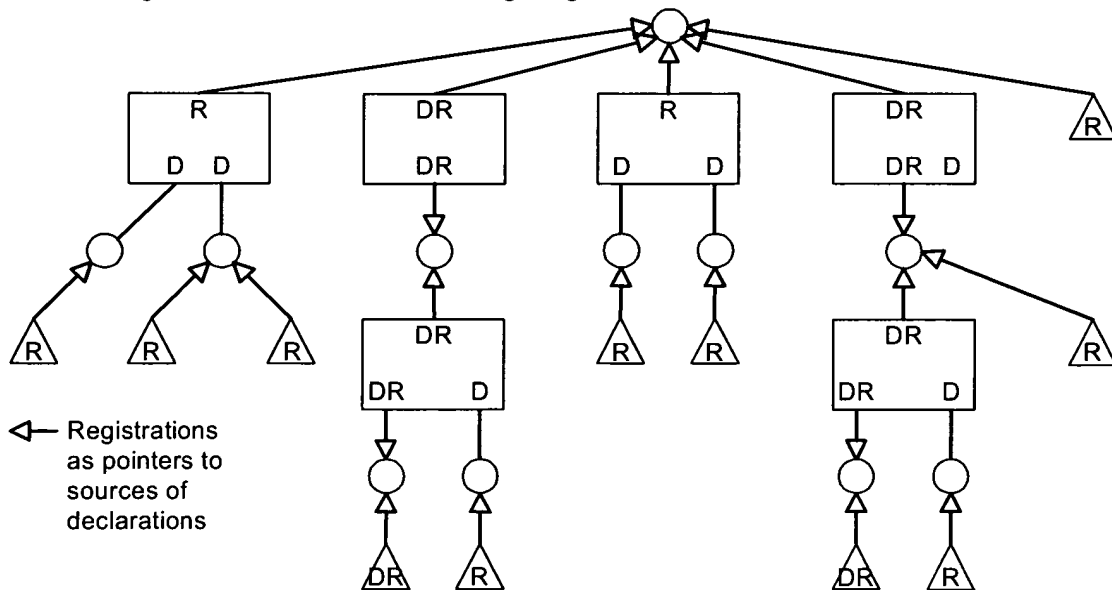 R DR R DR R
D D DR D D DR D
R R R DR R R DR R
DR D DR D
Registrations
as pointers to
sources of
declarations
DR R DR R